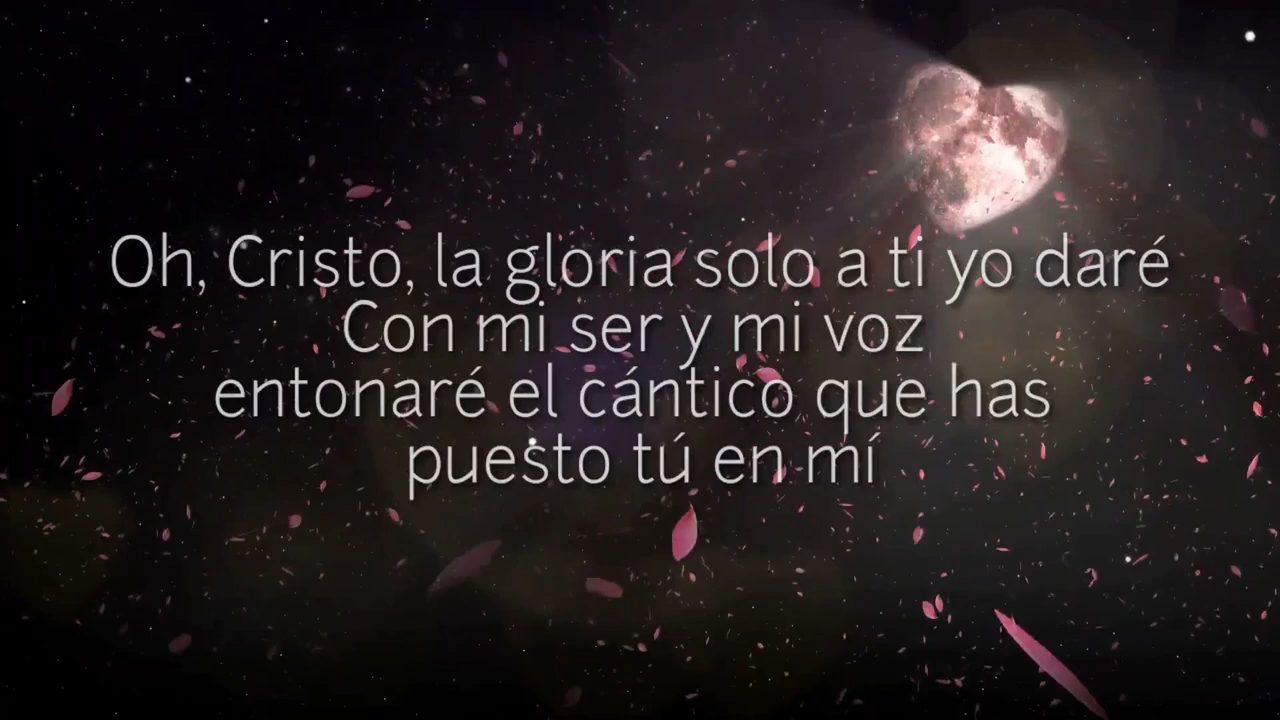 Oh, Cristo, la gloria solo a ti yo daré
Con mi ser y mi voz
entonaré el cántico que has
puesto tú en mí